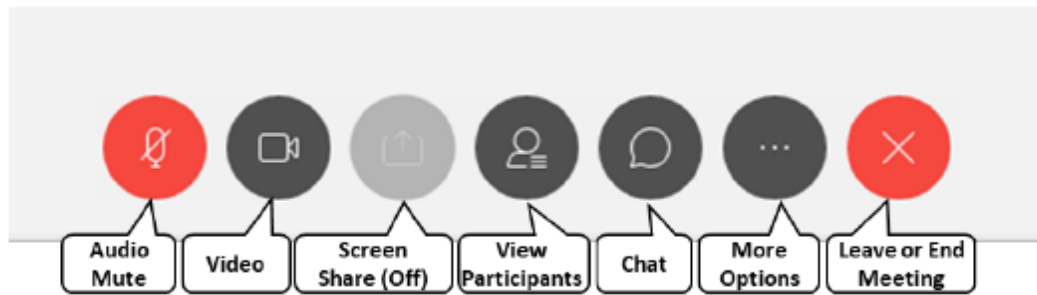 Audio
Mute
Video
Screen
Share (Off)
View
Participants
Chat
More
Options
Leave or End
Meeting